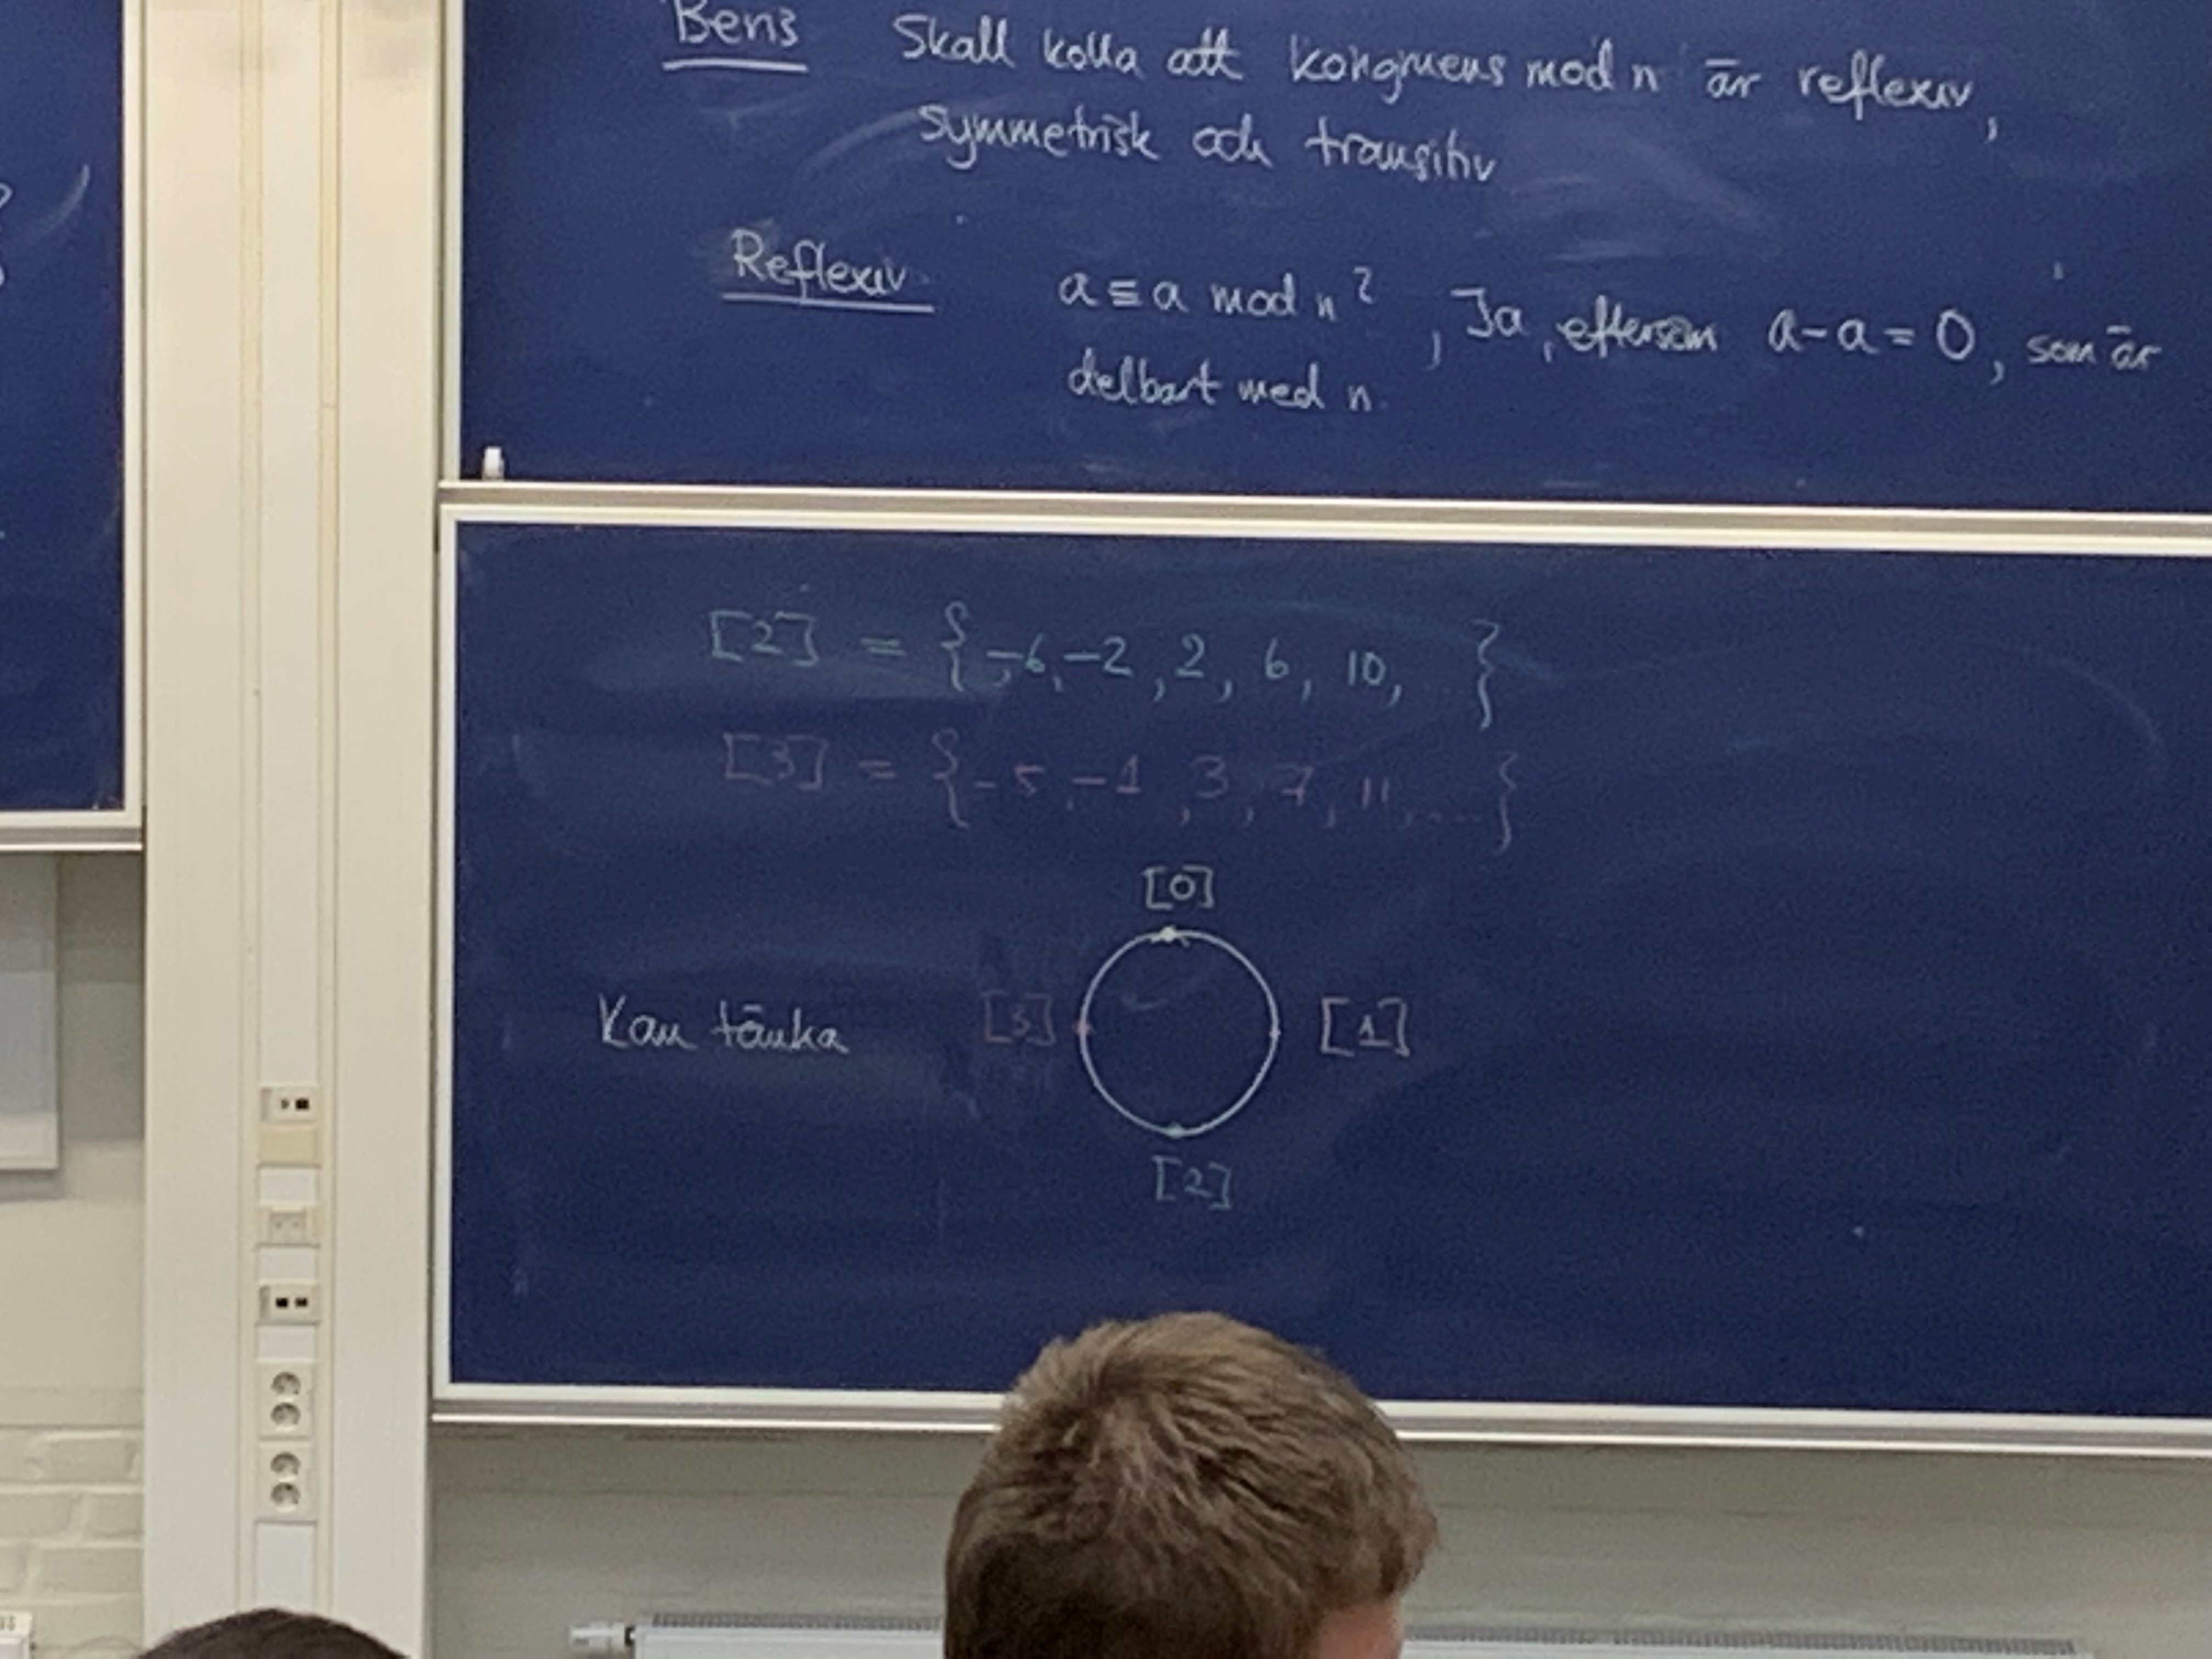 Bevis Skall kolla att kongruens mod n är reflexiv,
symmetrisk och transitiv
Reflexiv a ≡ a mod n ? , Ja, eftersom a-a = 0, som är
delbart med n.
[2] = { -6, -2, 2, 6, 10, ... }
[3] = { -5, -1, 3, 7, 11, ... }
[0]
Kan tänka [3] [1]
[2]